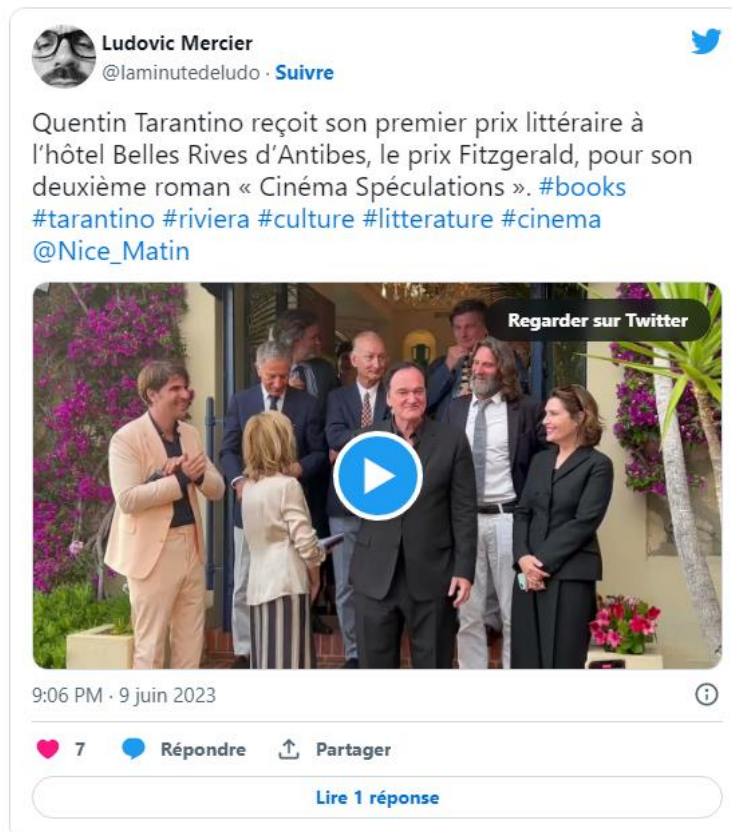 Ludovic Mercier
@laminutedeludo · Suivre
Quentin Tarantino reçoit son premier prix littéraire à
l'hôtel Belles Rives d'Antibes, le prix Fitzgerald, pour son
deuxième roman « Cinéma Spéculations ». #books
#tarantino #riviera #culture #litterature #cinema
@Nice_Matin
Regarder sur Twitter
9:06 PM · 9 juin 2023
7 Répondre Partager
Lire 1 réponse